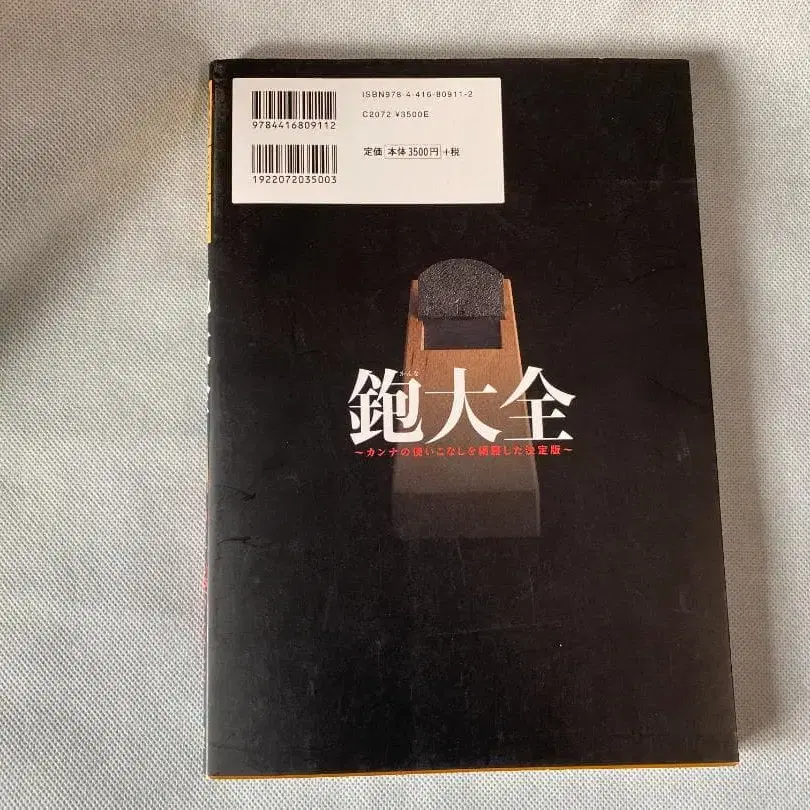 ISBN978-4-416-80911-2
C2072 ¥3500E
9784416809112
定価 本体3500円 +税
1922072035003
かんな
鉋大全
～カンナの使いこなしを網羅した決定版～